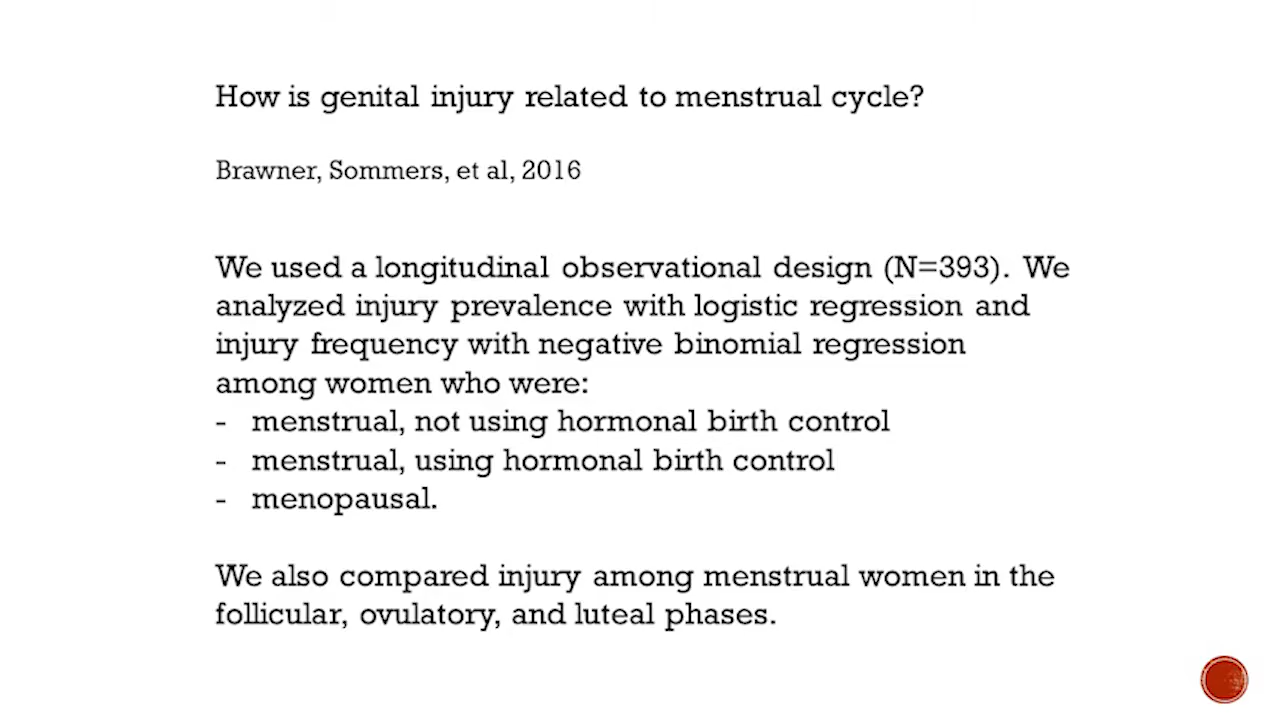 How is genital injury related to menstrual cycle?
Brawner, Sommers, et al, 2016
We used a longitudinal observational design (N=393). We
analyzed injury prevalence with logistic regression and
injury frequency with negative binomial regression
among women who were:
- menstrual, not using hormonal birth control
- menstrual, using hormonal birth control
- menopausal.
We also compared injury among menstrual women in the
follicular, ovulatory, and luteal phases.